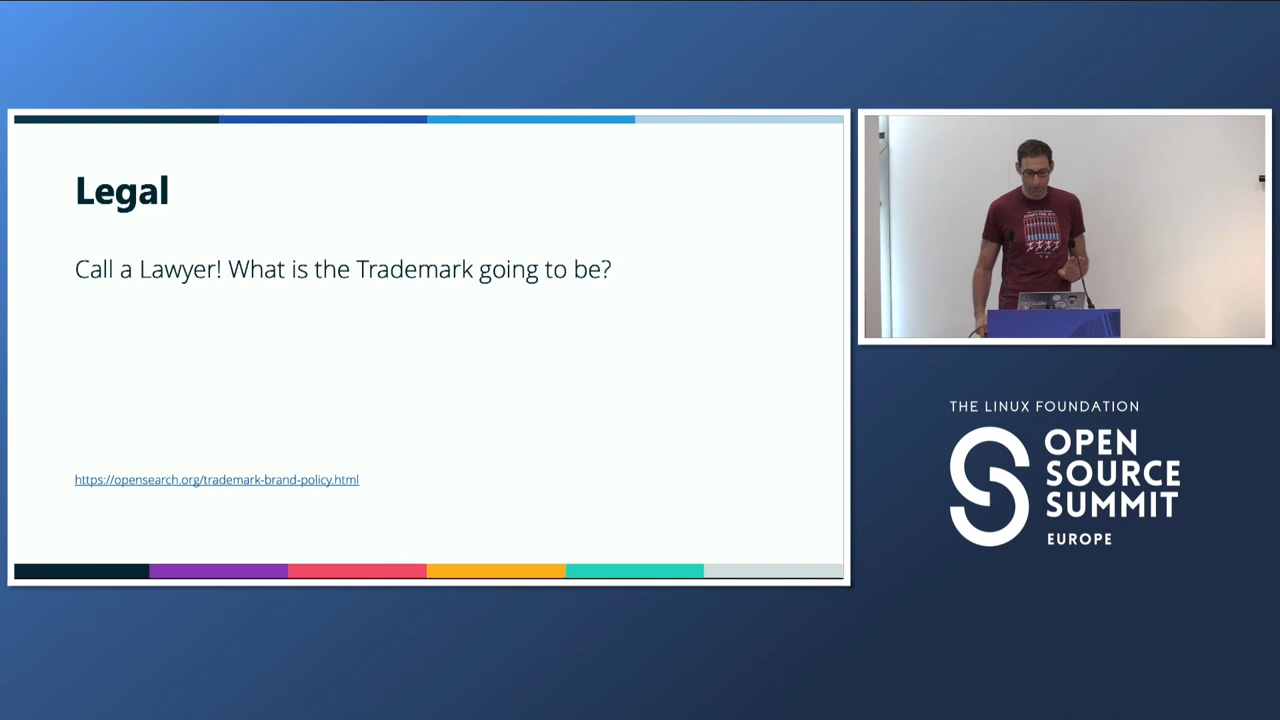 Legal
Call a Lawyer! What is the Trademark going to be?
https://opensearch.org/trademark-brand-policy.html
THE LINUX FOUNDATION
OPEN
SOURCE
SUMMIT
EUROPE